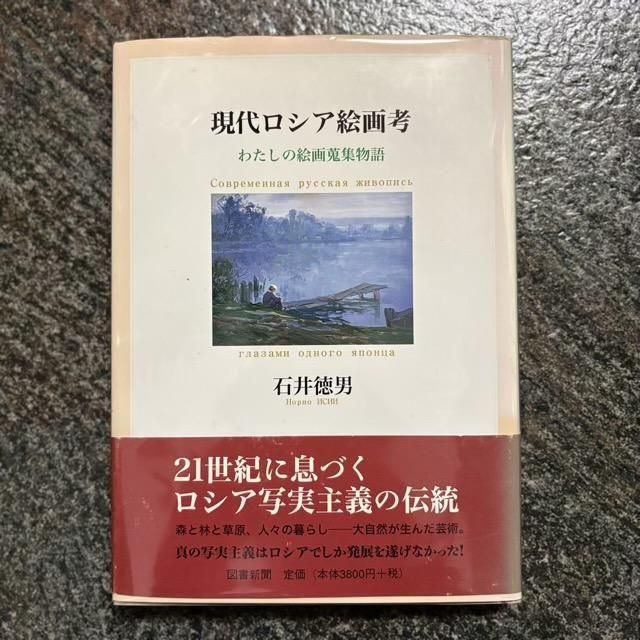 現代ロシア絵画考
わたしの絵画蒐集物語
Современная русская живопись
глазами одного японца
石井徳男
Норио ИСИИ
21世紀に息づく
ロシア写実主義の伝統
森と林と草原、人々の暮らし――大自然が生んだ芸術。
真の写実主義はロシアでしか発展を遂げなかった!
図書新聞 定価(本体3800円+税)